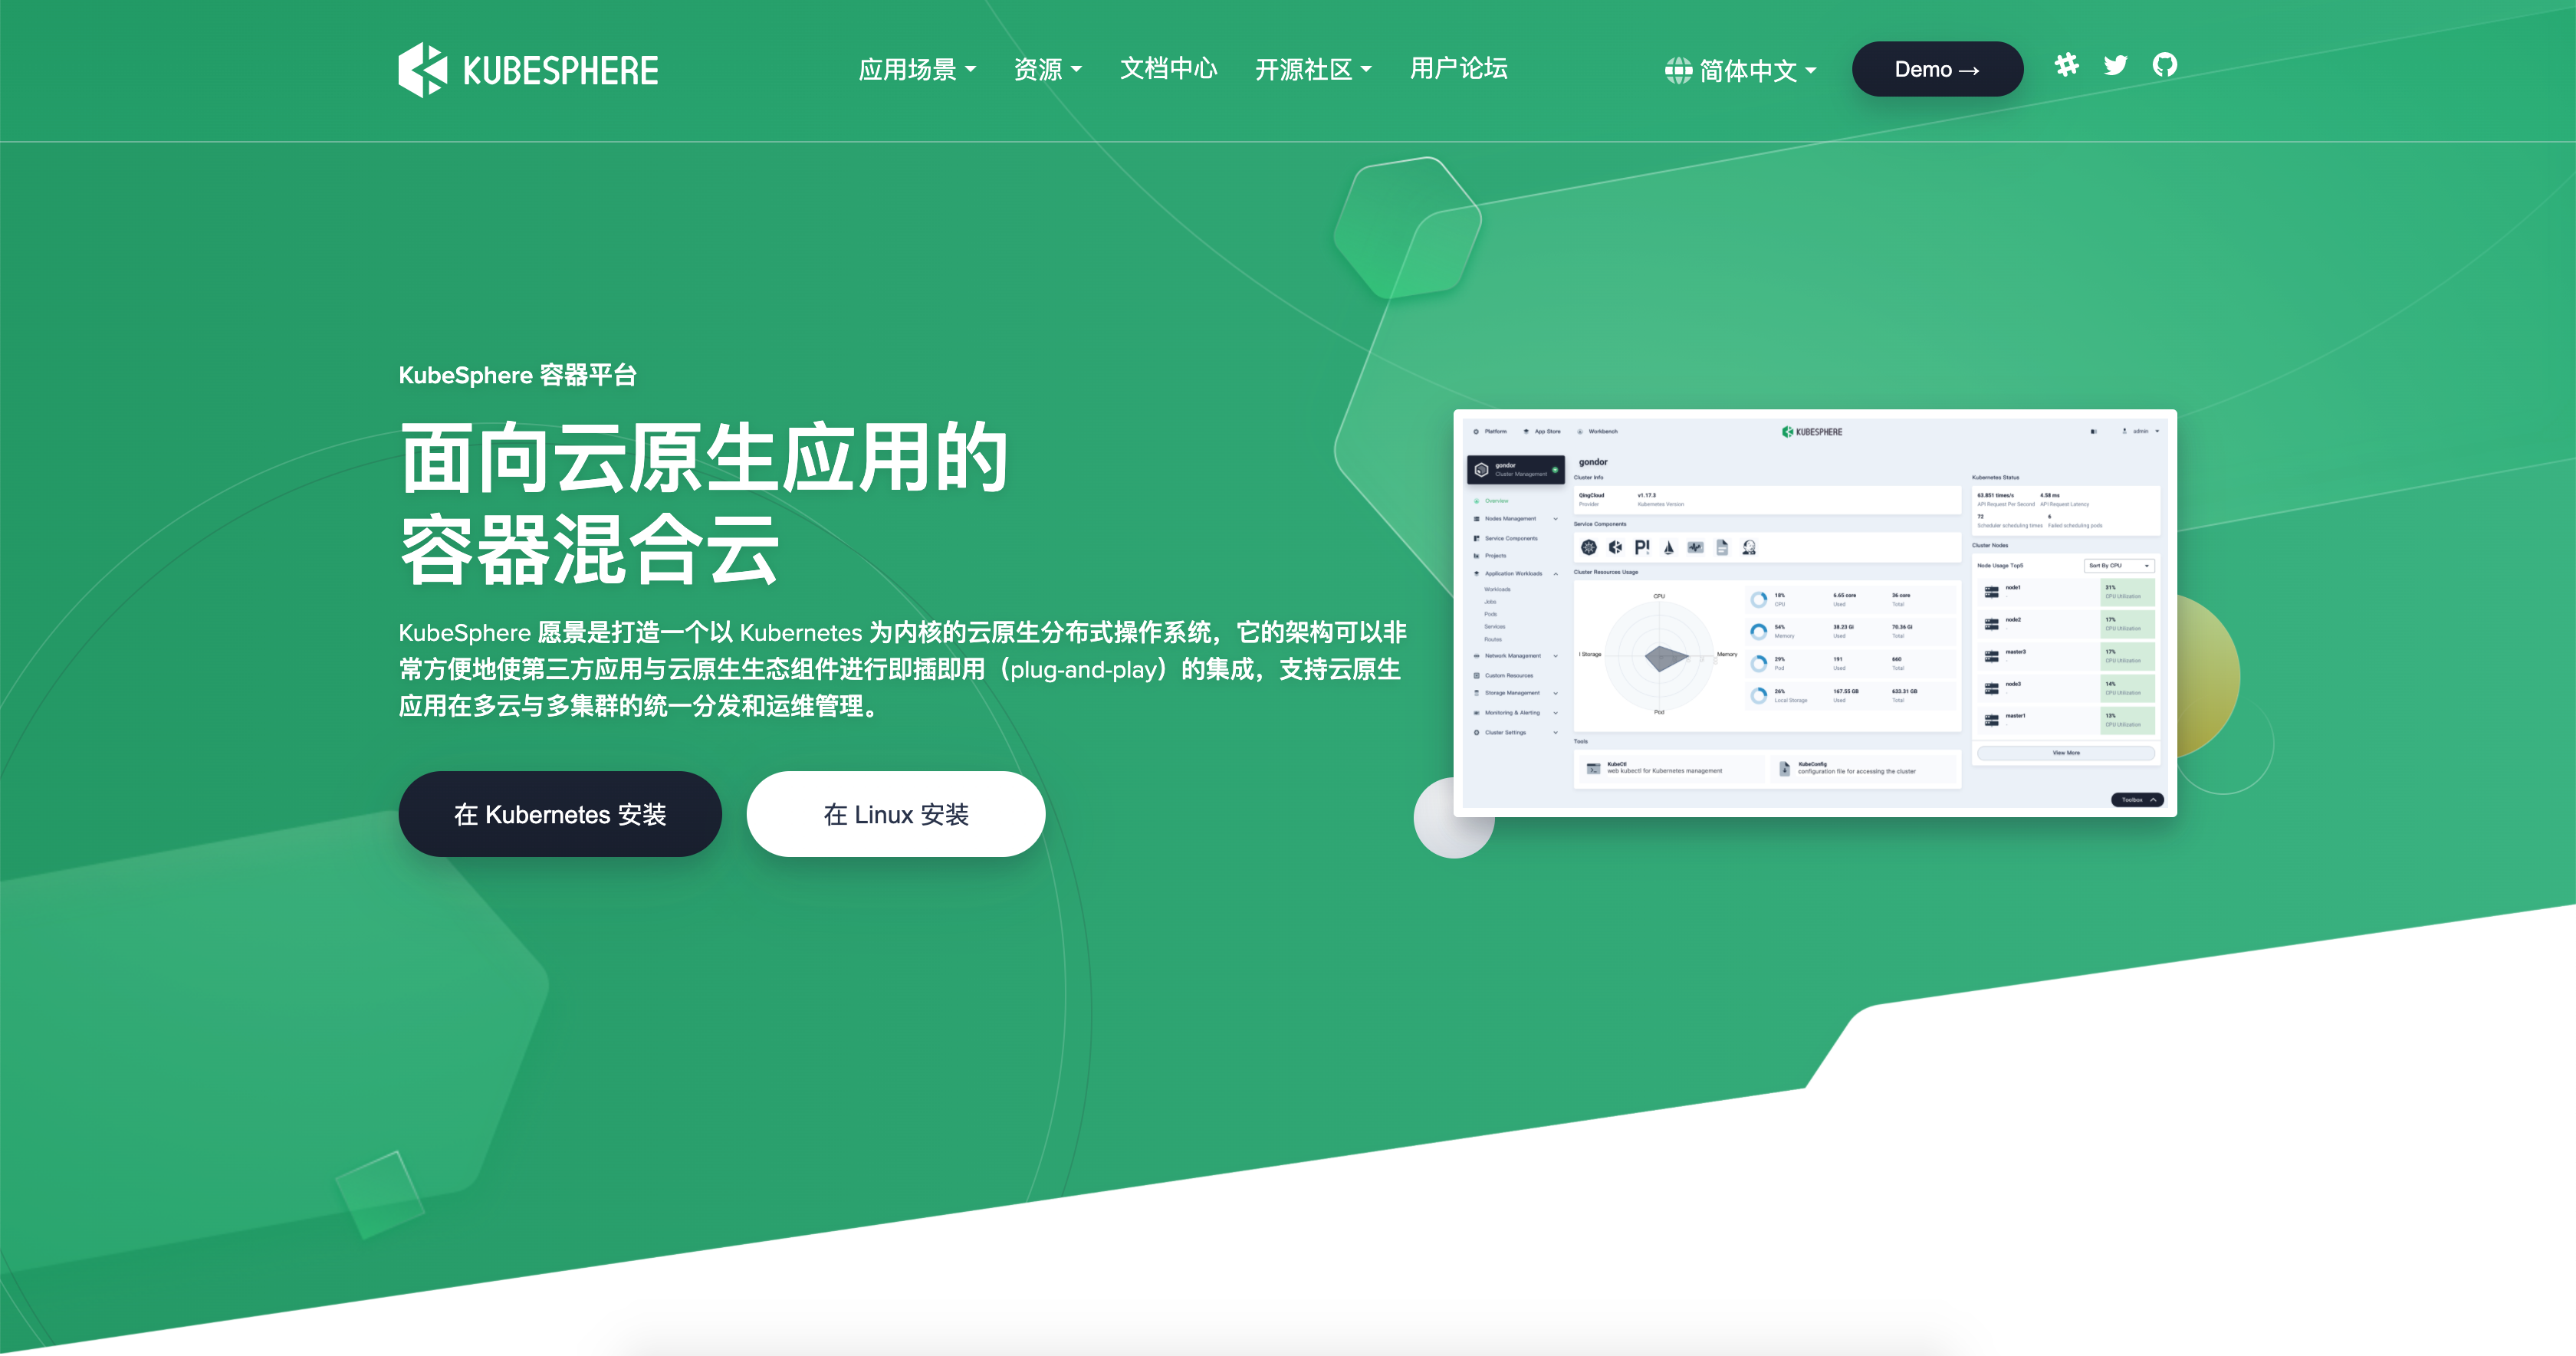 KUBESPHERE
应用场景
资源
文档中心
开源社区
用户论坛
简体中文
Demo →
KubeSphere 容器平台
面向云原生应用的
容器混合云
KubeSphere 愿景是打造一个以 Kubernetes 为内核的云原生分布式操作系统，它的架构可以非
常方便地使第三方应用与云原生生态组件进行即插即用（plug-and-play）的集成，支持云原生
应用在多云与多集群的统一分发和运维管理。
在 Kubernetes 安装
在 Linux 安装
Platform
App Store
Workbench
KUBESPHERE
admin
gondor
Cluster Management
Overview
Nodes Management
Service Components
Projects
Application Workloads
Workloads
Jobs
Pods
Services
Routes
Network Management
Custom Resources
Storage Management
Monitoring & Alerting
Cluster Settings
gondor
Cluster Info
QingCloud
Provider
v1.17.3
Kubernetes Version
Service Components
Cluster Resources Usage
CPU
l Storage
Memory
Pod
18%
CPU
6.65 core
Used
36 core
Total
54%
Memory
38.23 Gi
Used
70.36 Gi
Total
29%
Pod
191
Used
660
Total
26%
Local Storage
167.55 GB
Used
633.31 GB
Total
Tools
KubeCtl
web kubectl for Kubernetes management
KubeConfig
configuration file for accessing the cluster
Kubernetes Status
63.851 times/s
API Request Per Second
4.58 ms
API Request Latency
72
Scheduler scheduling times
6
Failed scheduling pods
Cluster Nodes
Node Usage Top5
Sort By CPU
node1
31%
CPU Utilization
node2
17%
CPU Utilization
master3
17%
CPU Utilization
node3
14%
CPU Utilization
master1
13%
CPU Utilization
View More
Toolbox